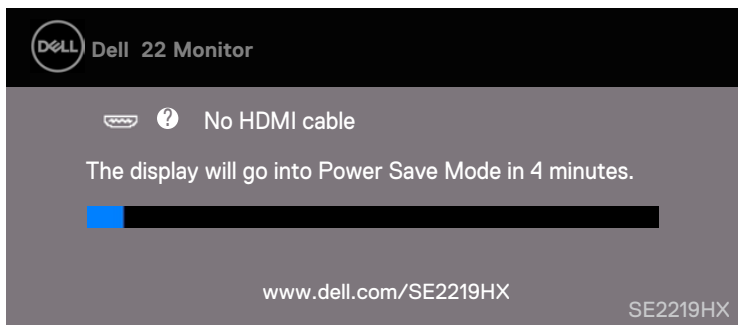 DELL Dell 22 Monitor
? No HDMI cable
The display will go into Power Save Mode in 4 minutes.
www.dell.com/SE2219HX
SE2219HX